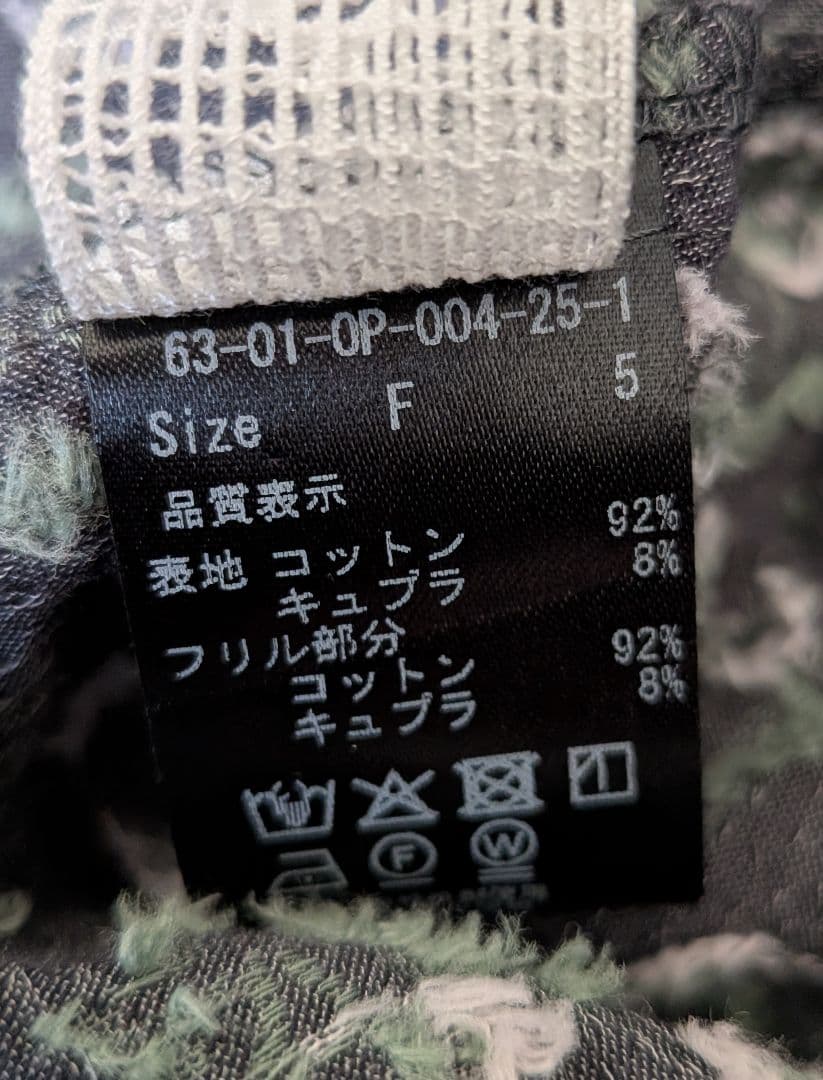 63-01-OP-004-25-1
Size F 5
品質表示
表地 コットン 92%
キュプラ 8%
フリル部分
コットン 92%
キュプラ 8%
F W